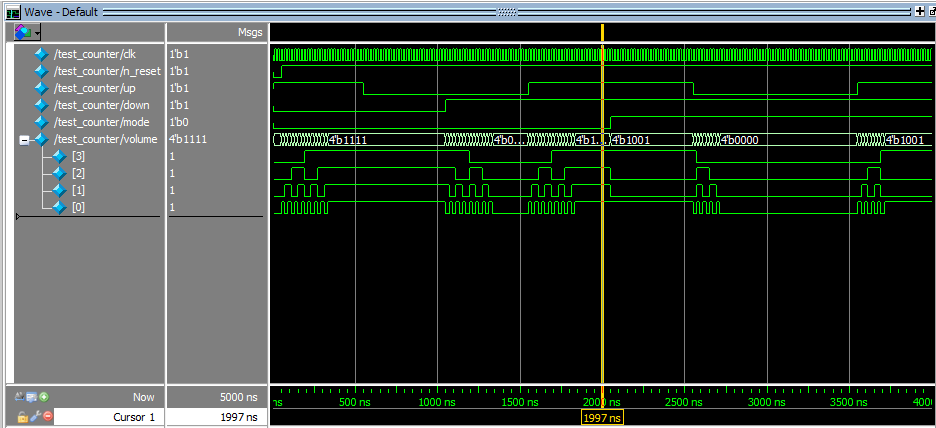 Wave - Default
Msgs
/test_counter/clk 1'b1
/test_counter/n_reset 1'b1
/test_counter/up 1'b1
/test_counter/down 1'b1
/test_counter/mode 1'b0
/test_counter/volume 4'b1111 4'b1111 4'b0... 4'b1... 4'b1001 4'b0000 4'b1001
[3] 1
[2] 1
[1] 1
[0] 1
Now 5000 ns ns 500 ns 1000 ns 1500 ns 2000 ns 2500 ns 3000 ns 3500 ns 400
Cursor 1 1997 ns 1997 ns